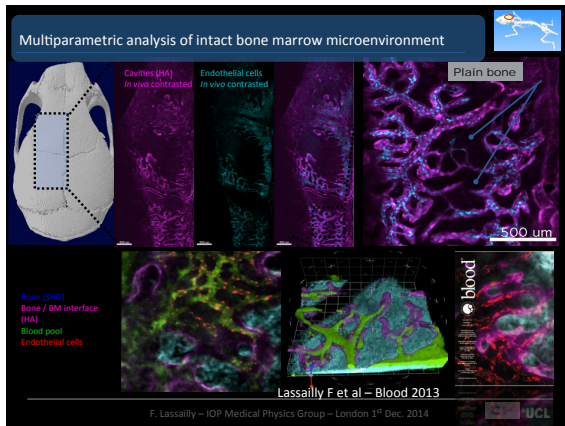 Multiparametric analysis of intact bone marrow microenvironment
Cavities (HA)
In vivo contrasted
Endothelial cells
In vivo contrasted
Plain bone
500 um
Bone (SHG)
Bone / BM interface
(HA)
Blood pool
Endothelial cells
blood
Lassailly F et al – Blood 2013
F. Lassailly – IOP Medical Physics Group – London 1st Dec. 2014
UCL